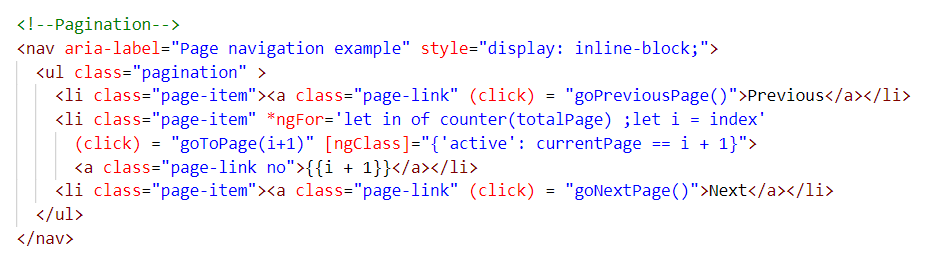 <!--Pagination-->
<nav aria-label="Page navigation example" style="display: inline-block;">
<ul class="pagination" >
<li class="page-item"><a class="page-link" (click) = "goPreviousPage()">Previous</a></li>
<li class="page-item" *ngFor='let in of counter(totalPage) ;let i = index'
(click) = "goToPage(i+1)" [ngClass]="{'active': currentPage == i + 1}">
<a class="page-link no">{{i + 1}}</a></li>
<li class="page-item"><a class="page-link" (click) = "goNextPage()">Next</a></li>
</ul>
</nav>